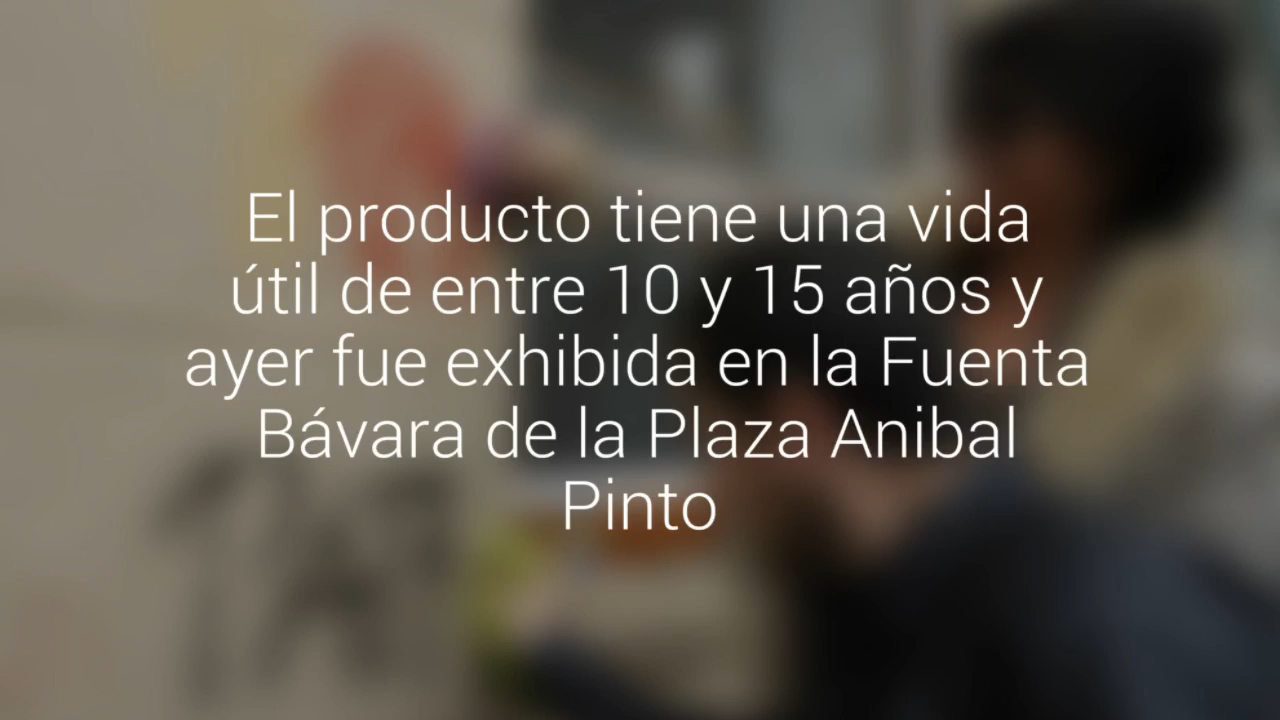 El producto tiene una vida
útil de entre 10 y 15 años y
ayer fue exhibida en la Fuenta
Bávara de la Plaza Anibal
Pinto